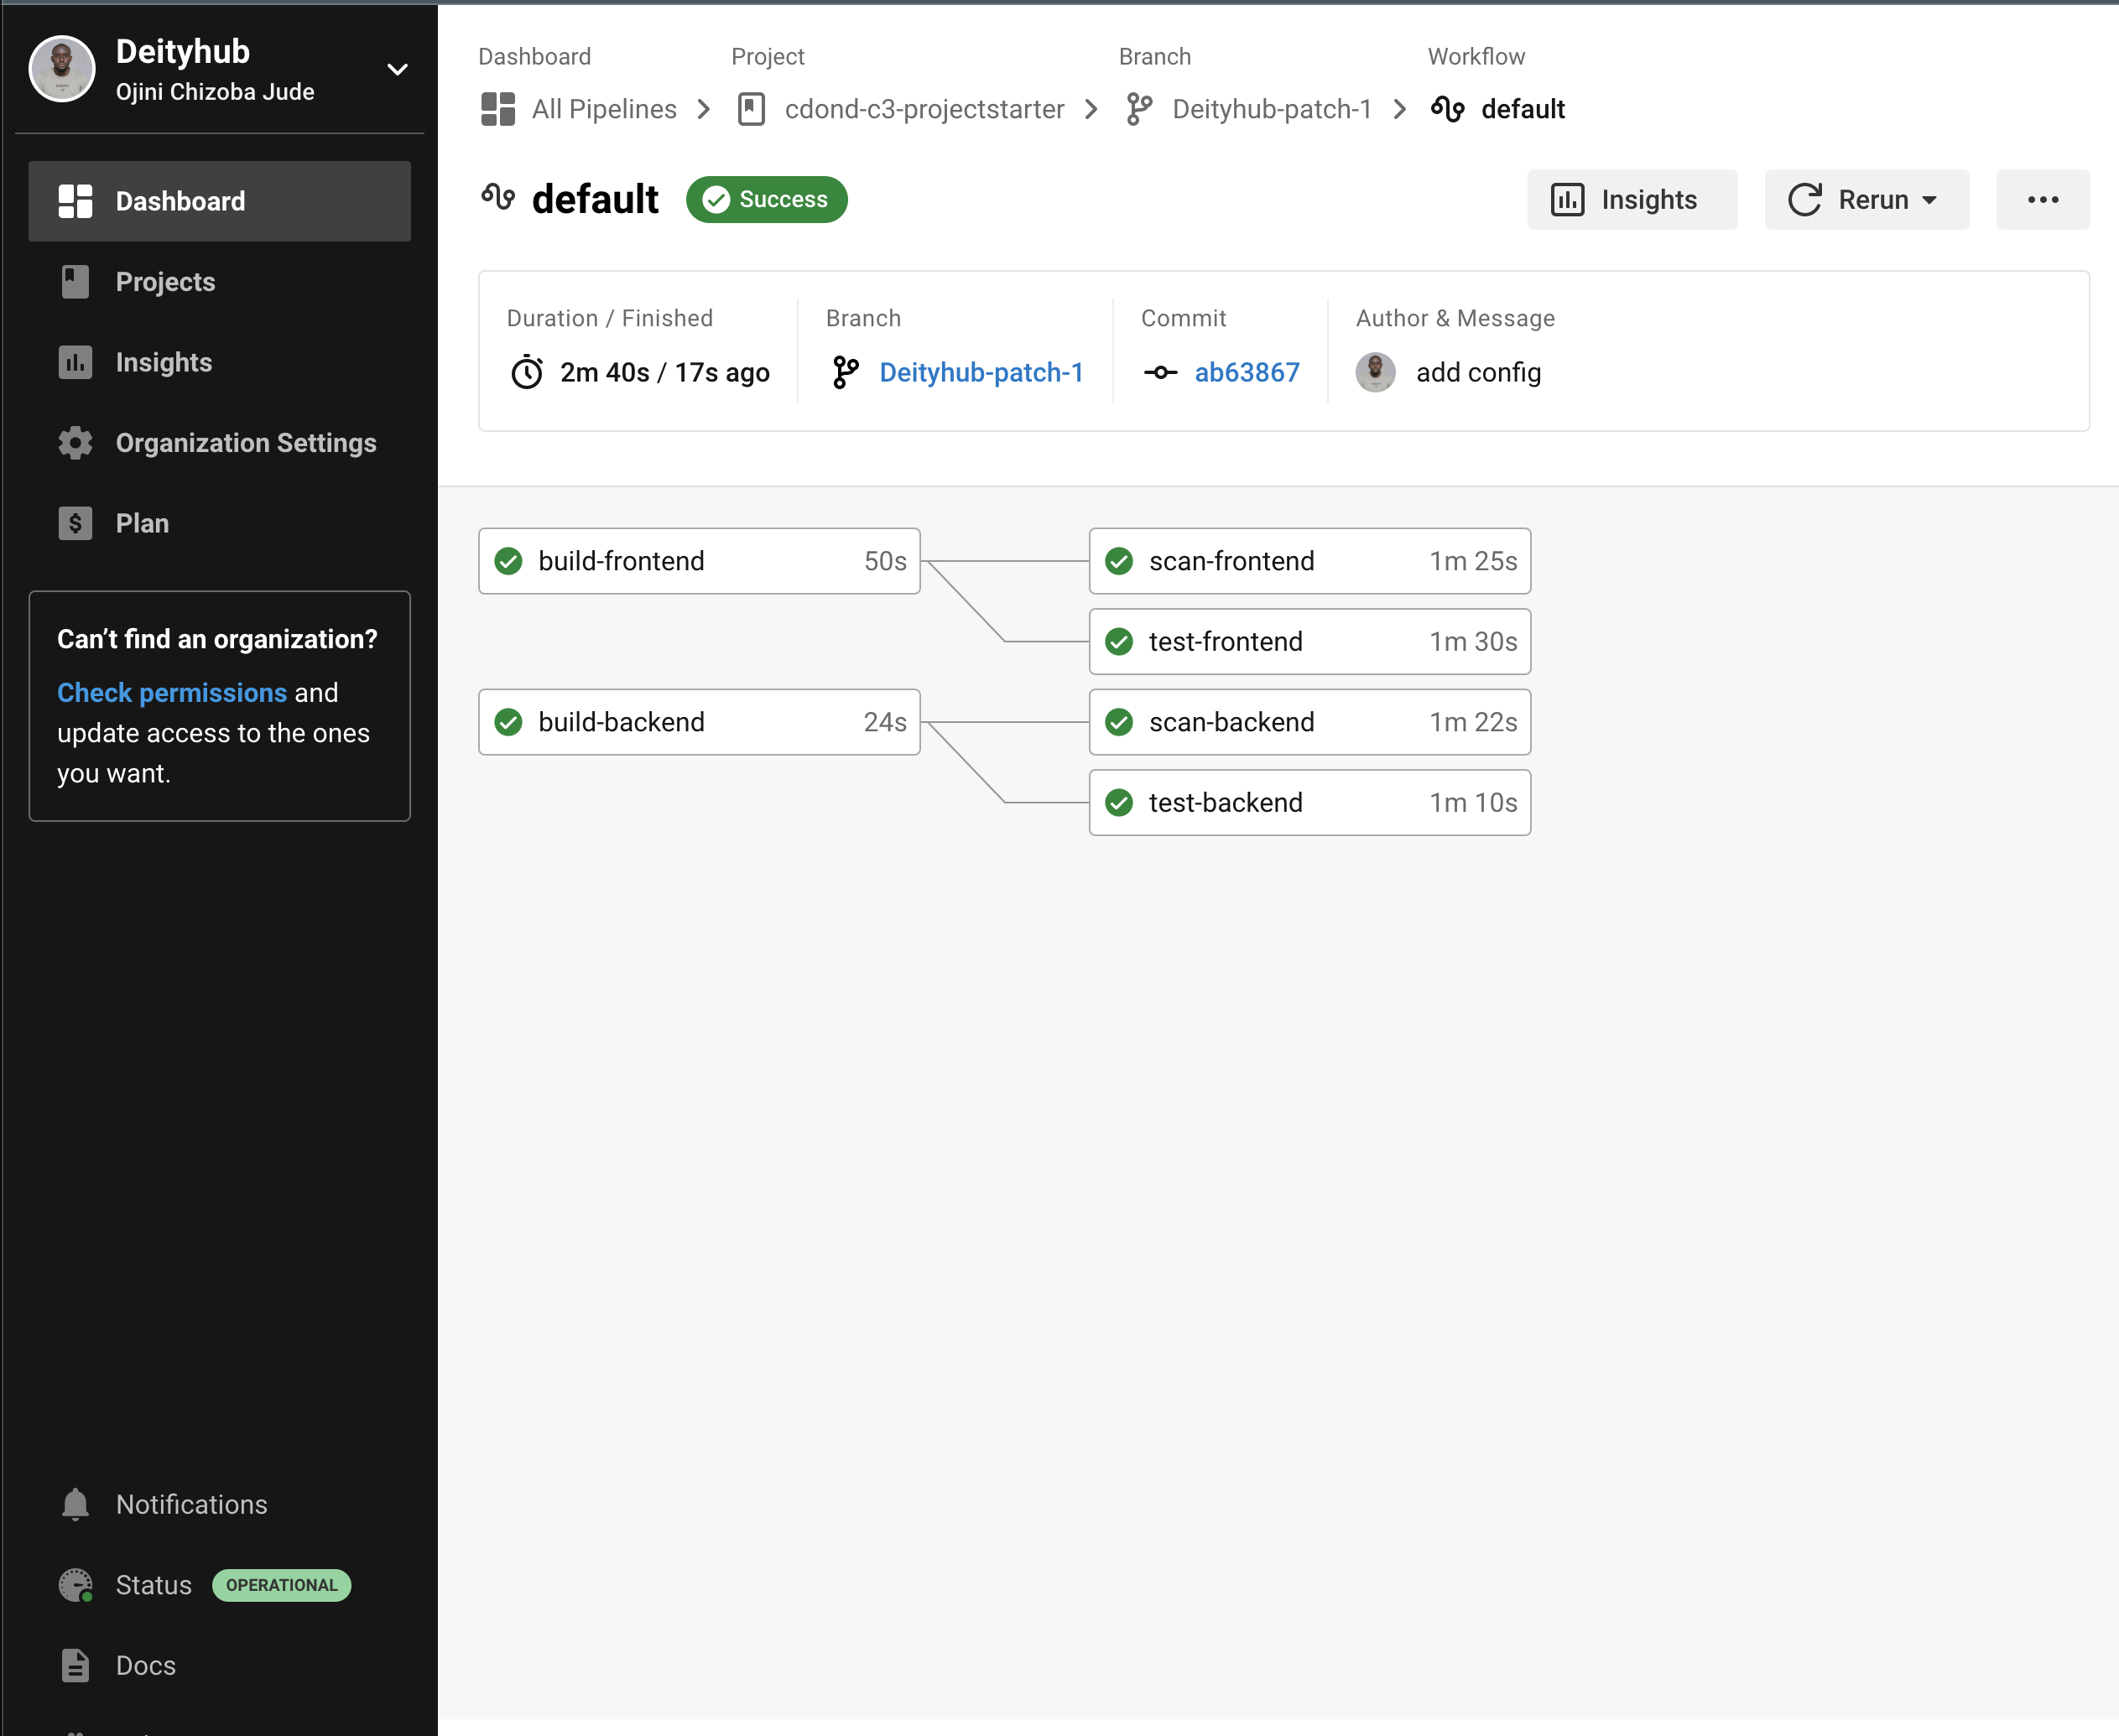 Deityhub
Ojini Chizoba Jude
Dashboard
Projects
Insights
Organization Settings
Plan
Can’t find an organization?
Check permissions and
update access to the ones
you want.
Notifications
Status OPERATIONAL
Docs
Dashboard Project Branch Workflow
All Pipelines cdond-c3-projectstarter Deityhub-patch-1 default
default Success Insights Rerun
Duration / Finished Branch Commit Author & Message
2m 40s / 17s ago Deityhub-patch-1 ab63867 add config
build-frontend 50s scan-frontend 1m 25s
test-frontend 1m 30s
build-backend 24s scan-backend 1m 22s
test-backend 1m 10s